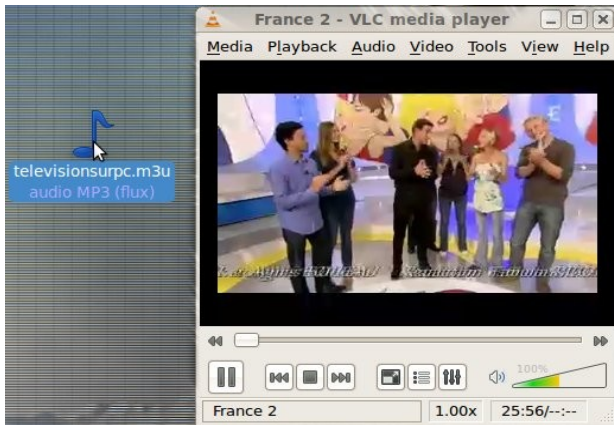 France 2 - VLC media player
Media Playback Audio Video Tools View Help
televisionsurpc.m3u
audio MP3 (flux)
100%
France 2
1.00x
25:56/--:--